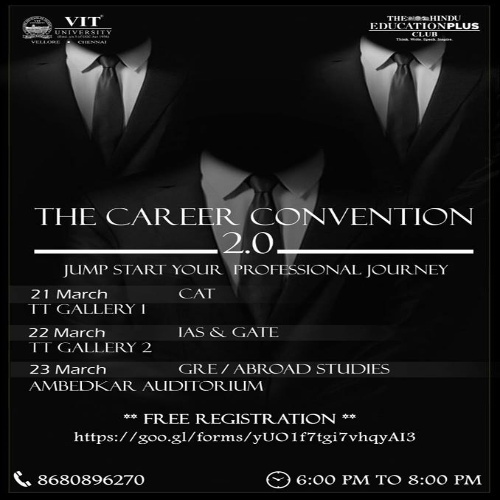 VIT
UNIVERSITY
VELLORE • CHENNAI
THE HINDU
EDUCATIONPLUS
CLUB
Think. Write. Speak. Inspire.
THE CAREER CONVENTION
2.0
JUMP START YOUR PROFESSIONAL JOURNEY
21 March CAT
TT GALLERY 1
22 March IAS & GATE
TT GALLERY 2
23 March GRE / ABROAD STUDIES
AMBEDKAR AUDITORIUM
** FREE REGISTRATION **
https://goo.gl/forms/yUO1f7tgi7vhqyAI3
8680896270
6:00 PM TO 8:00 PM